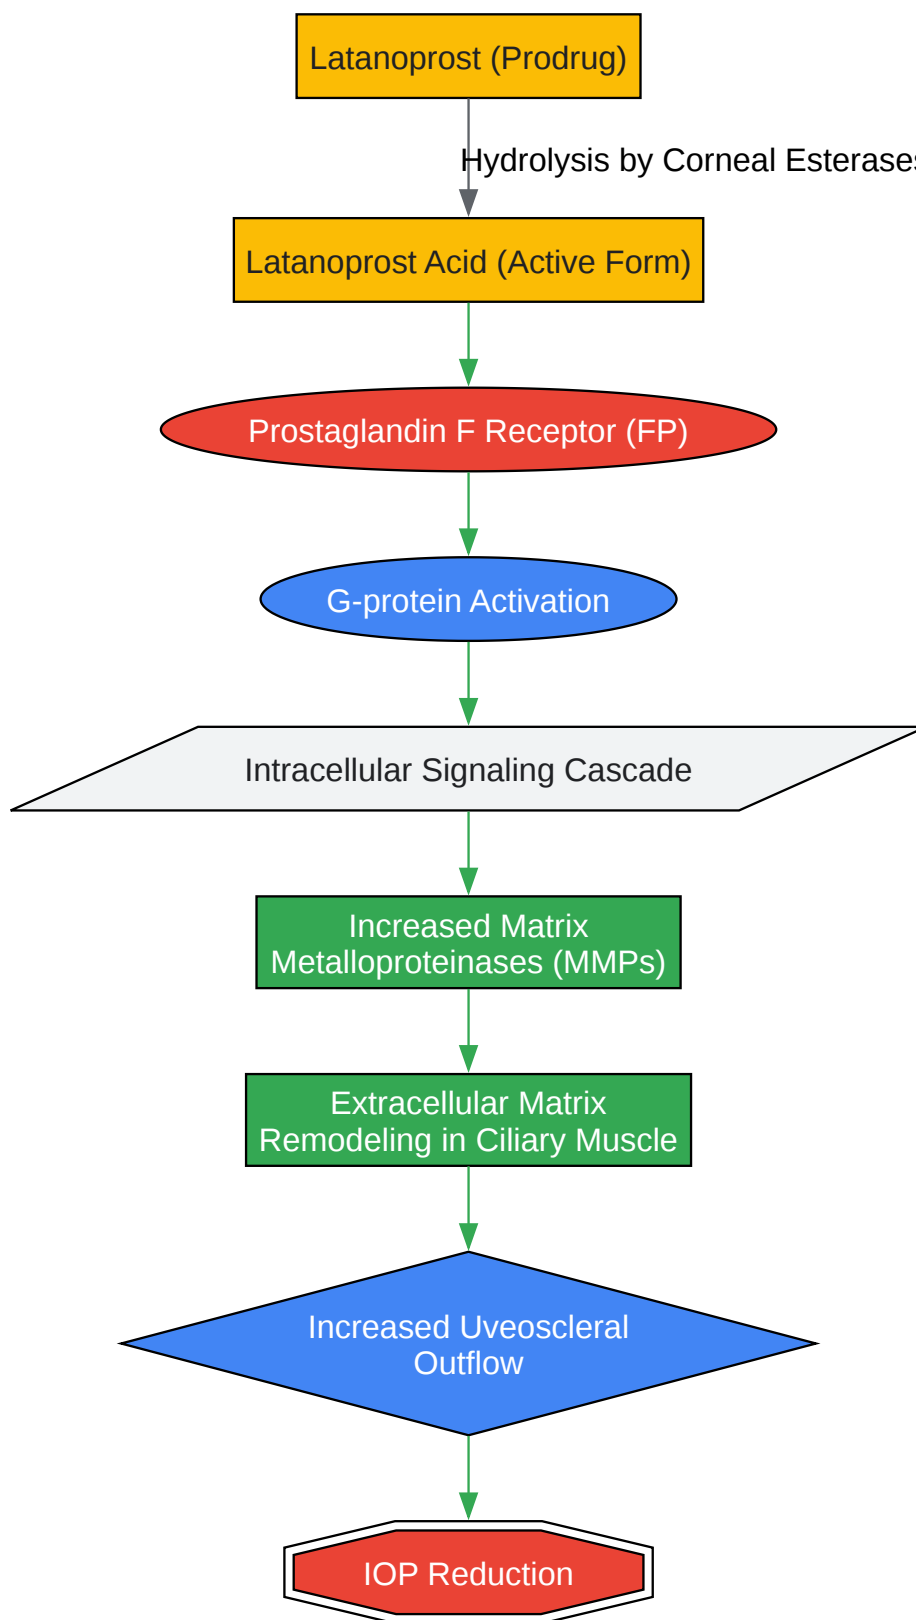 Latanoprost (Prodrug)
Hydrolysis by Corneal Esterases
Latanoprost Acid (Active Form)
Prostaglandin F Receptor (FP)
G-protein Activation
Intracellular Signaling Cascade
Increased Matrix
Metalloproteinases (MMPs)
Extracellular Matrix
Remodeling in Ciliary Muscle
Increased Uveoscleral
Outflow
IOP Reduction